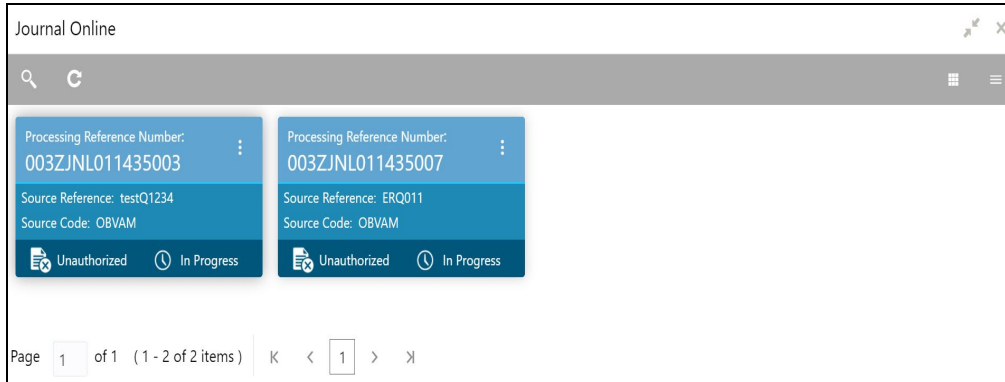 Journal Online
Processing Reference Number:
003ZJNL011435003
Source Reference: testQ1234
Source Code: OBVAM
Unauthorized In Progress
Processing Reference Number:
003ZJNL011435007
Source Reference: ERQ011
Source Code: OBVAM
Unauthorized In Progress
Page 1 of 1 ( 1 - 2 of 2 items ) 1